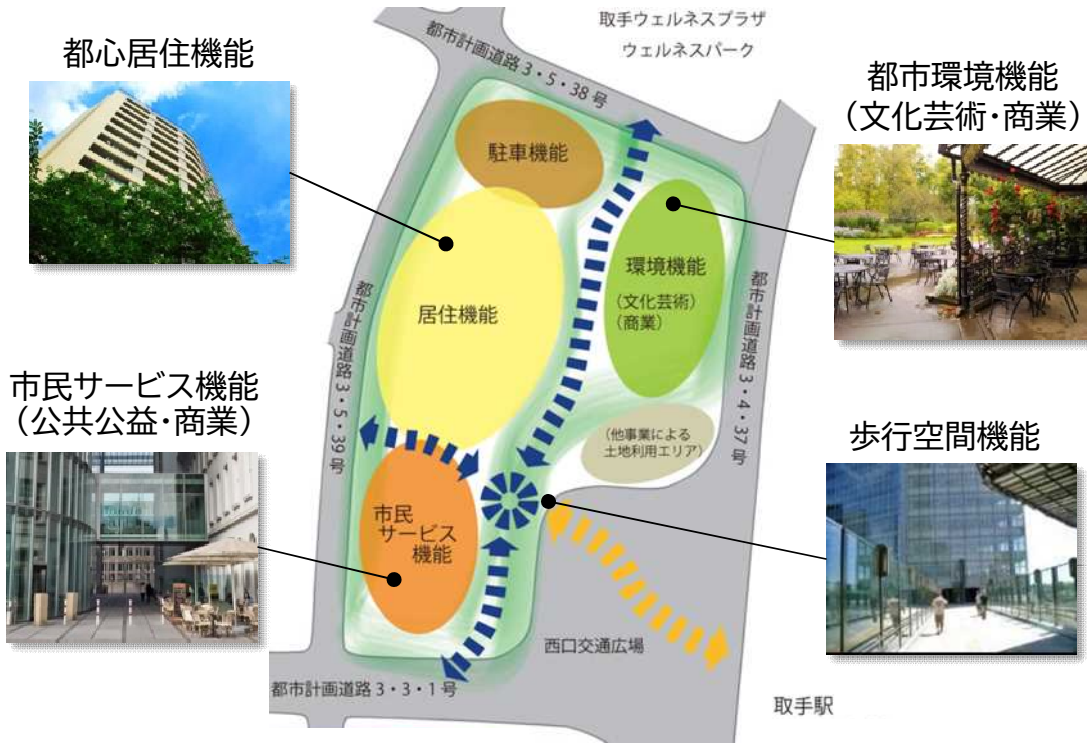 取手ウェルネスプラザ
ウェルネスパーク
都心居住機能
都市計画道路3・5・38号
都市環境機能
（文化芸術・商業）
駐車機能
環境機能
（文化芸術）
（商業）
居住機能
都市計画道路3・5・39号
都市計画道路3・4・37号
市民サービス機能
（公共公益・商業）
（他事業による
土地利用エリア）
歩行空間機能
市民
サービス
機能
西口交通広場
都市計画道路3・3・1号
取手駅